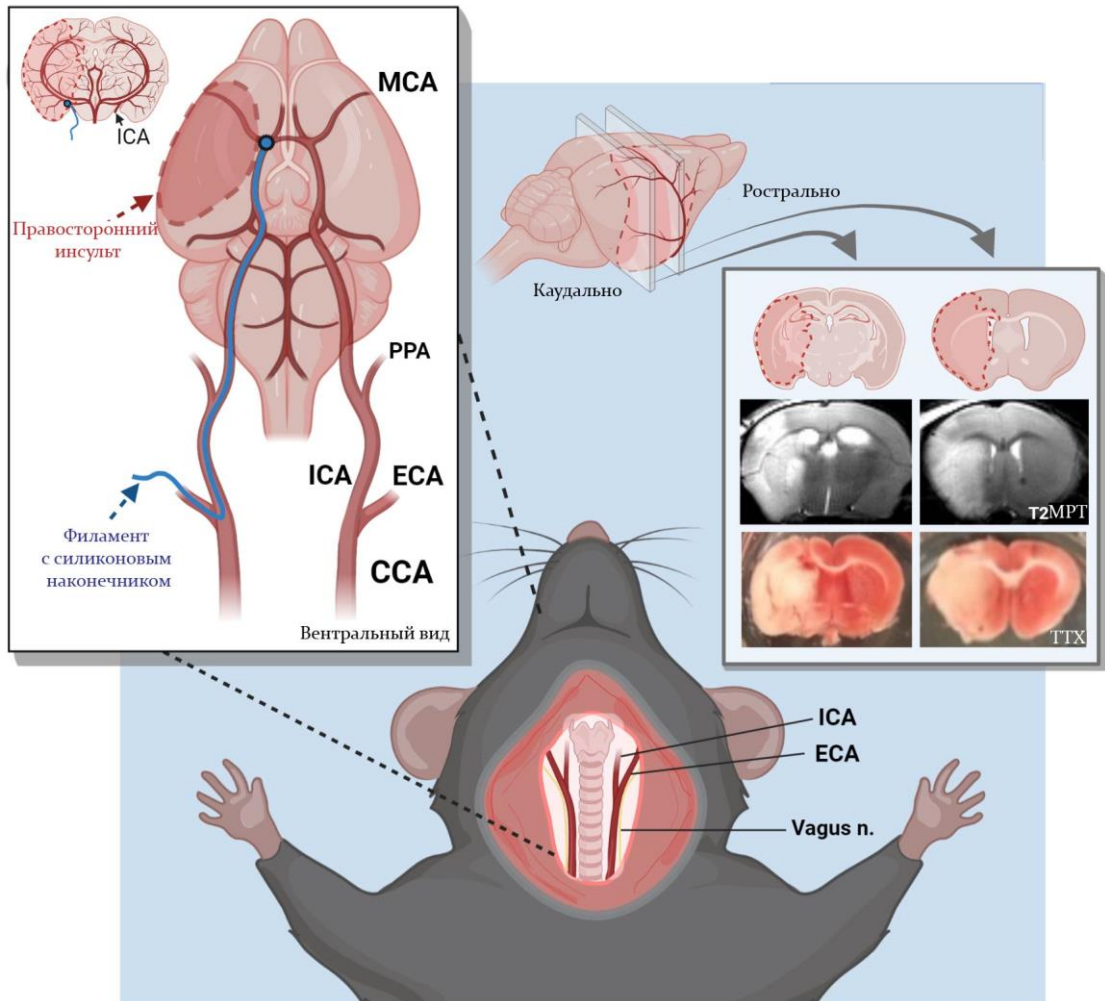 MCA
ICA
Правосторонний
инсульт
PPA
ICA
ECA
Филамент
с силиконовым
наконечником
CCA
Вентральный вид
Рострально
Каудально
T2МРТ
ТТХ
ICA
ECA
Vagus n.